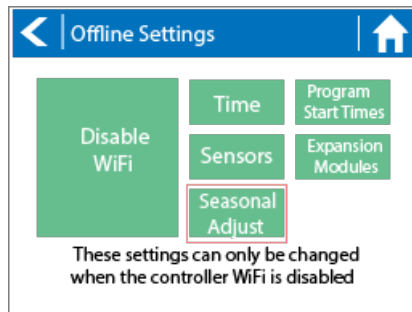 Offline Settings
Disable
WiFi
Time
Program
Start Times
Sensors
Expansion
Modules
Seasonal
Adjust
These settings can only be changed
when the controller WiFi is disabled